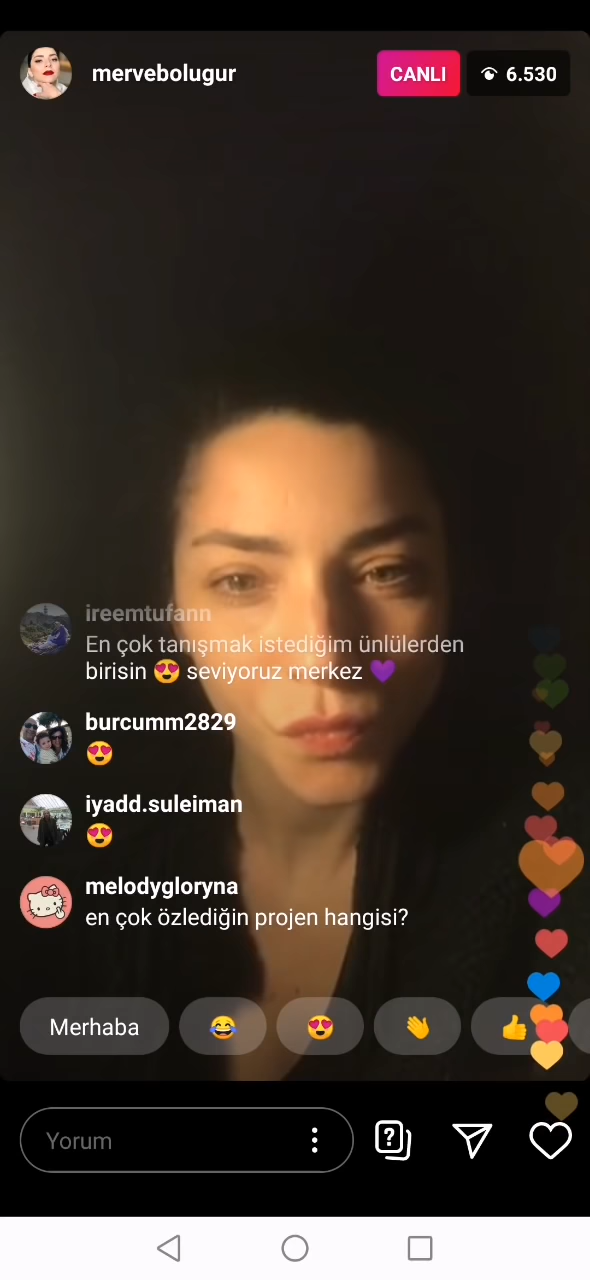 mervebolugur
CANLI
6.530
ireemtufann
En çok tanışmak istediğim ünlülerden
birisin 😍 seviyoruz merkez 💜
burcumm2829
😍
iyadd.suleiman
😍
melodygloryna
en çok özlediğin projen hangisi?
Merhaba 😂 😍 👋 👍
Yorum